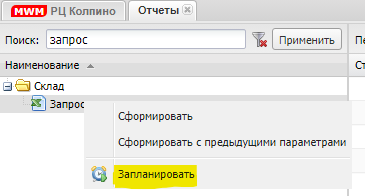 MWM РЦ Колпино Отчеты
Поиск: запрос Применить
Наименование
Склад
Запрос
Сформировать
Сформировать с предыдущими параметрами
Запланировать